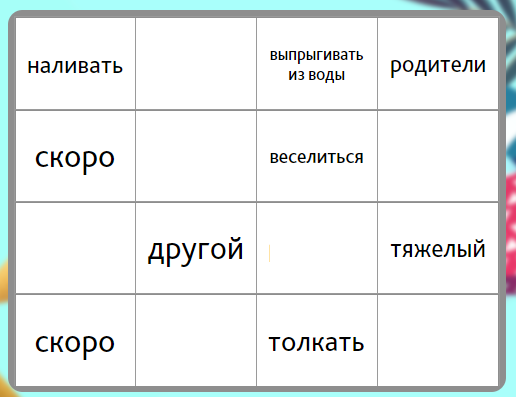 наливать
выпрыгивать
из воды
родители
скоро
веселиться
другой
тяжелый
скоро
толкать